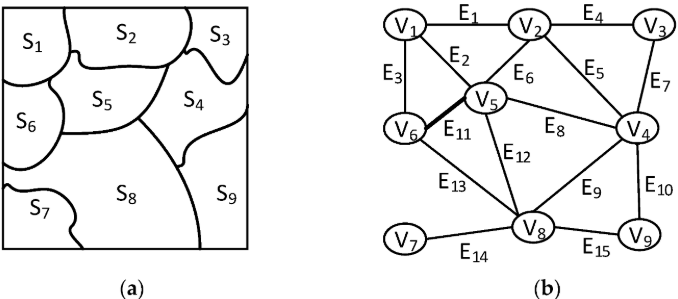 S1 S2 S3
S5 S4
S6
S7 S8 S9
(a)
V1 E1 V2 E4 V3
E3 E2 E6 E5 E7
V5
V6 E11 E8 V4
E12
E13 E9 E10
V7 V8 V9
E14 E15
(b)